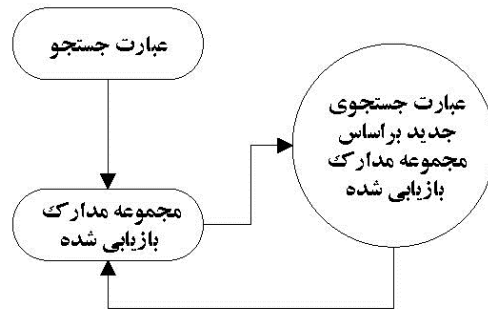 عبارت جستجو
عبارت جستجوی
جدید براساس
مجموعه مدارک
بازیابی شده
مجموعه مدارک
بازیابی شده